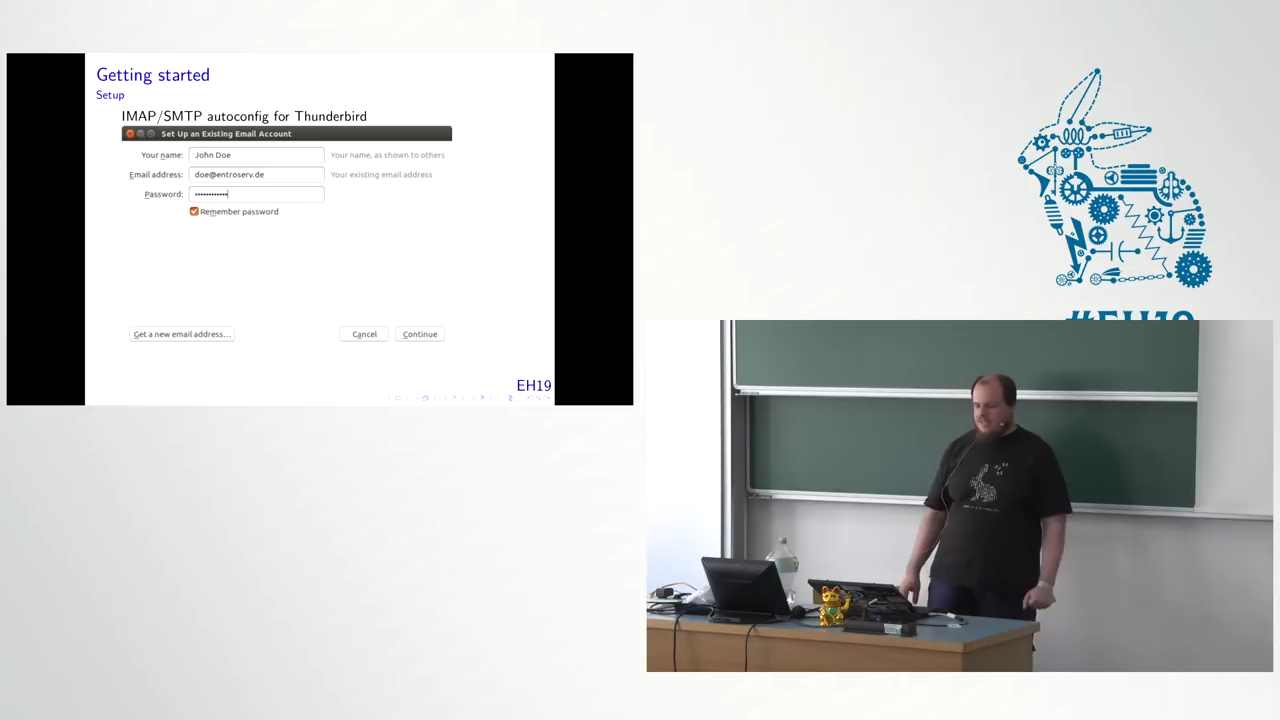 Getting started
Setup
IMAP/SMTP autoconfig for Thunderbird
Set Up an Existing Email Account
Your name: John Doe Your name, as shown to others
Email address: doe@entroserv.de Your existing email address
Password: ••••••••••••
Remember password
Get a new email address... Cancel Continue
EH19
#EH19